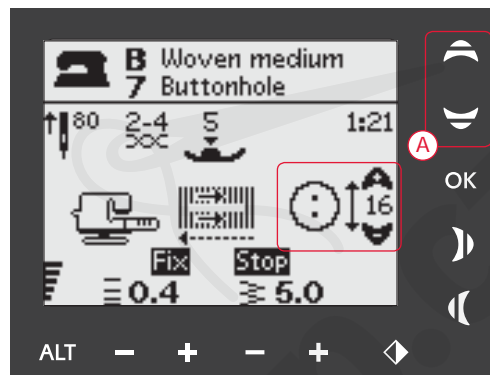 B Woven medium
7 Buttonhole
80 2-4 5 1:21
A
OK
16
Fix Stop
0.4 5.0
ALT - + - +